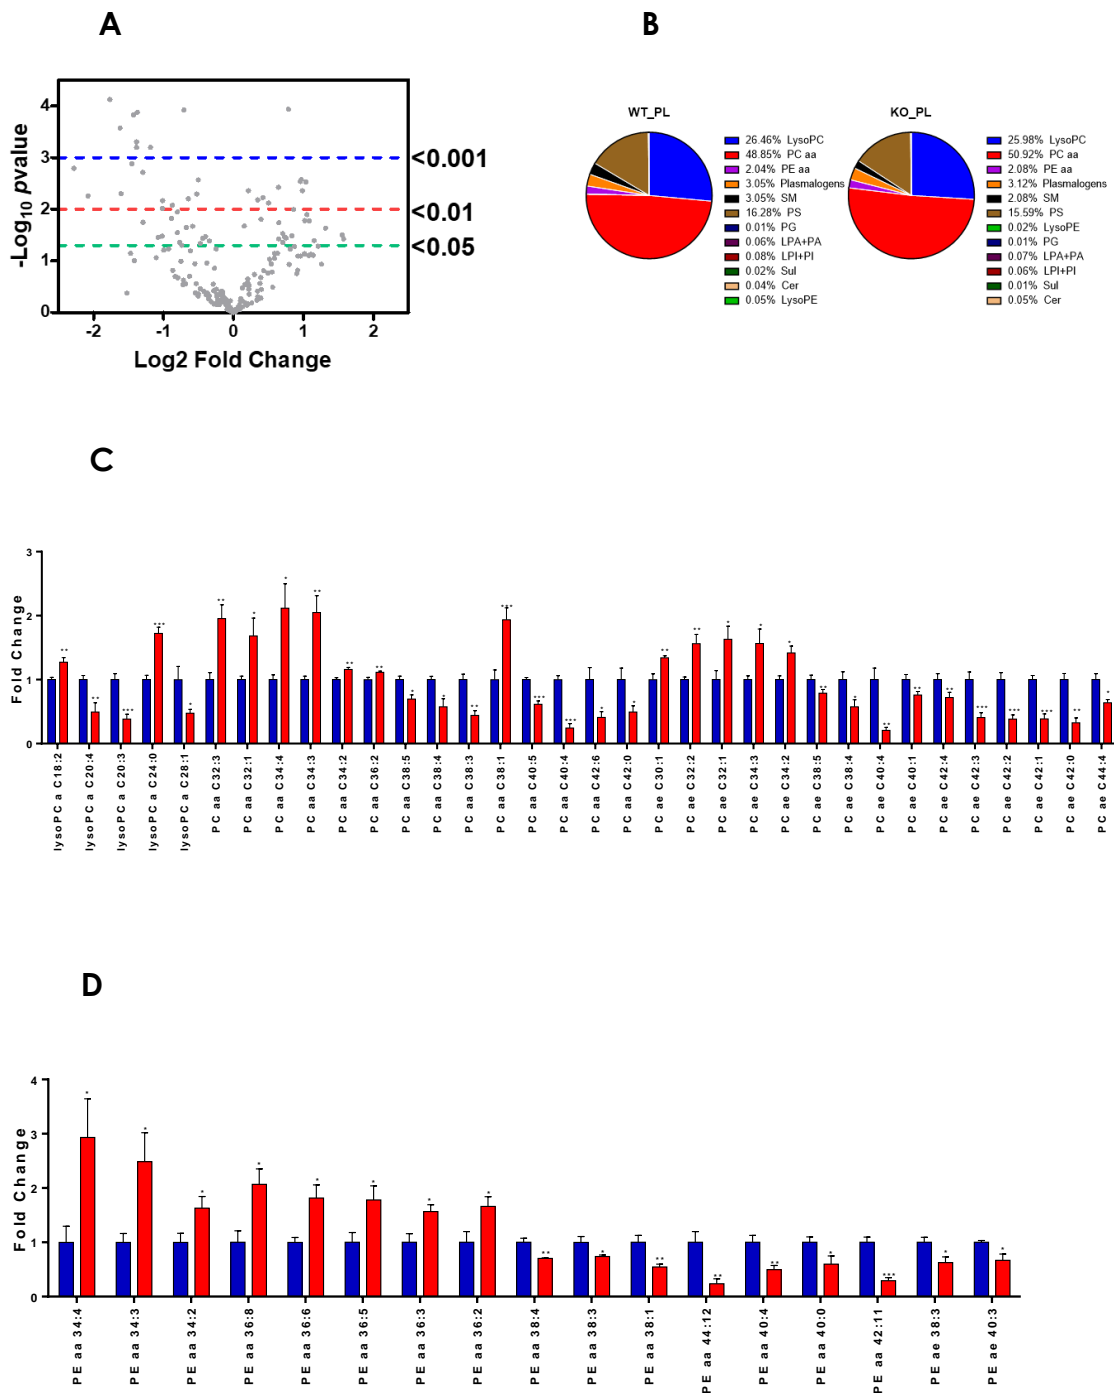 A
B
4
3
2
1
0
-Log10 pvalue
<0.001
<0.01
<0.05
-2
-1
0
1
2
Log2 Fold Change
WT_PL
26.46% LysoPC
48.85% PC aa
2.04% PE aa
3.05% Plasmalogens
3.05% SM
16.28% PS
0.01% PG
0.06% LPA+PA
0.08% LPI+PI
0.02% Sul
0.04% Cer
0.05% LysoPE
KO_PL
25.98% LysoPC
50.92% PC aa
2.08% PE aa
3.12% Plasmalogens
2.08% SM
15.59% PS
0.02% LysoPE
0.01% PG
0.07% LPA+PA
0.06% LPI+PI
0.01% Sul
0.05% Cer
C
3
2
1
0
Fold Change
** ** *** *** * ** * * ** ** ** * * ** *** *** *** * * ** ** * * * ** * ** ** ** *** *** *** ** *
lysoPC a C18:2
lysoPC a C20:4
lysoPC a C20:3
lysoPC a C24:0
lysoPC a C28:1
PC aa C32:3
PC aa C32:1
PC aa C34:4
PC aa C34:3
PC aa C34:2
PC aa C36:2
PC aa C38:5
PC aa C38:4
PC aa C38:3
PC aa C38:1
PC aa C40:5
PC aa C40:4
PC aa C42:6
PC aa C42:0
PC ae C30:1
PC ae C32:2
PC ae C32:1
PC ae C34:3
PC ae C34:2
PC ae C38:5
PC ae C38:4
PC ae C40:4
PC ae C40:1
PC ae C42:4
PC ae C42:3
PC ae C42:2
PC ae C42:1
PC ae C42:0
PC ae C44:4
D
4
3
2
1
0
Fold Change
* * * * * * * * ** * ** ** ** * *** * *
PE aa 34:4
PE aa 34:3
PE aa 34:2
PE aa 36:8
PE aa 36:6
PE aa 36:5
PE aa 36:3
PE aa 36:2
PE aa 38:4
PE aa 38:3
PE aa 38:1
PE aa 44:12
PE aa 40:4
PE aa 40:0
PE aa 42:11
PE ae 38:3
PE ae 40:3